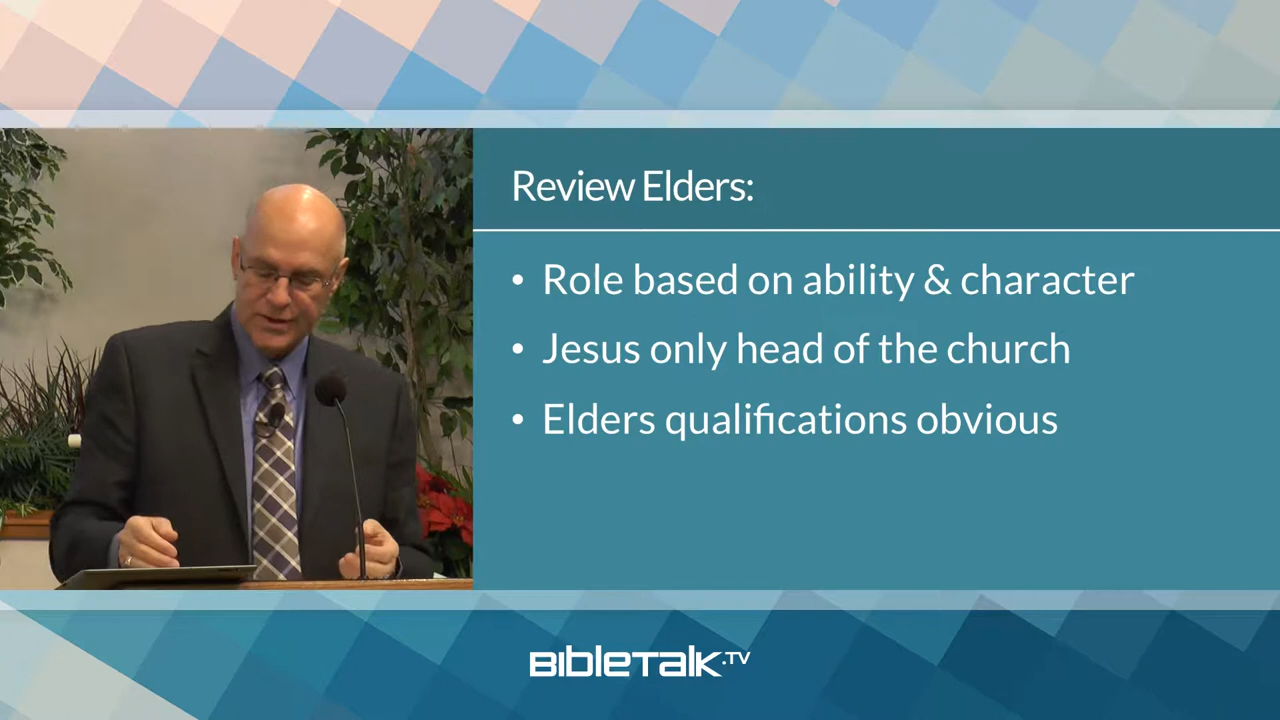 Review Elders:
• Role based on ability & character
• Jesus only head of the church
• Elders qualifications obvious
BIBLETALK.TV